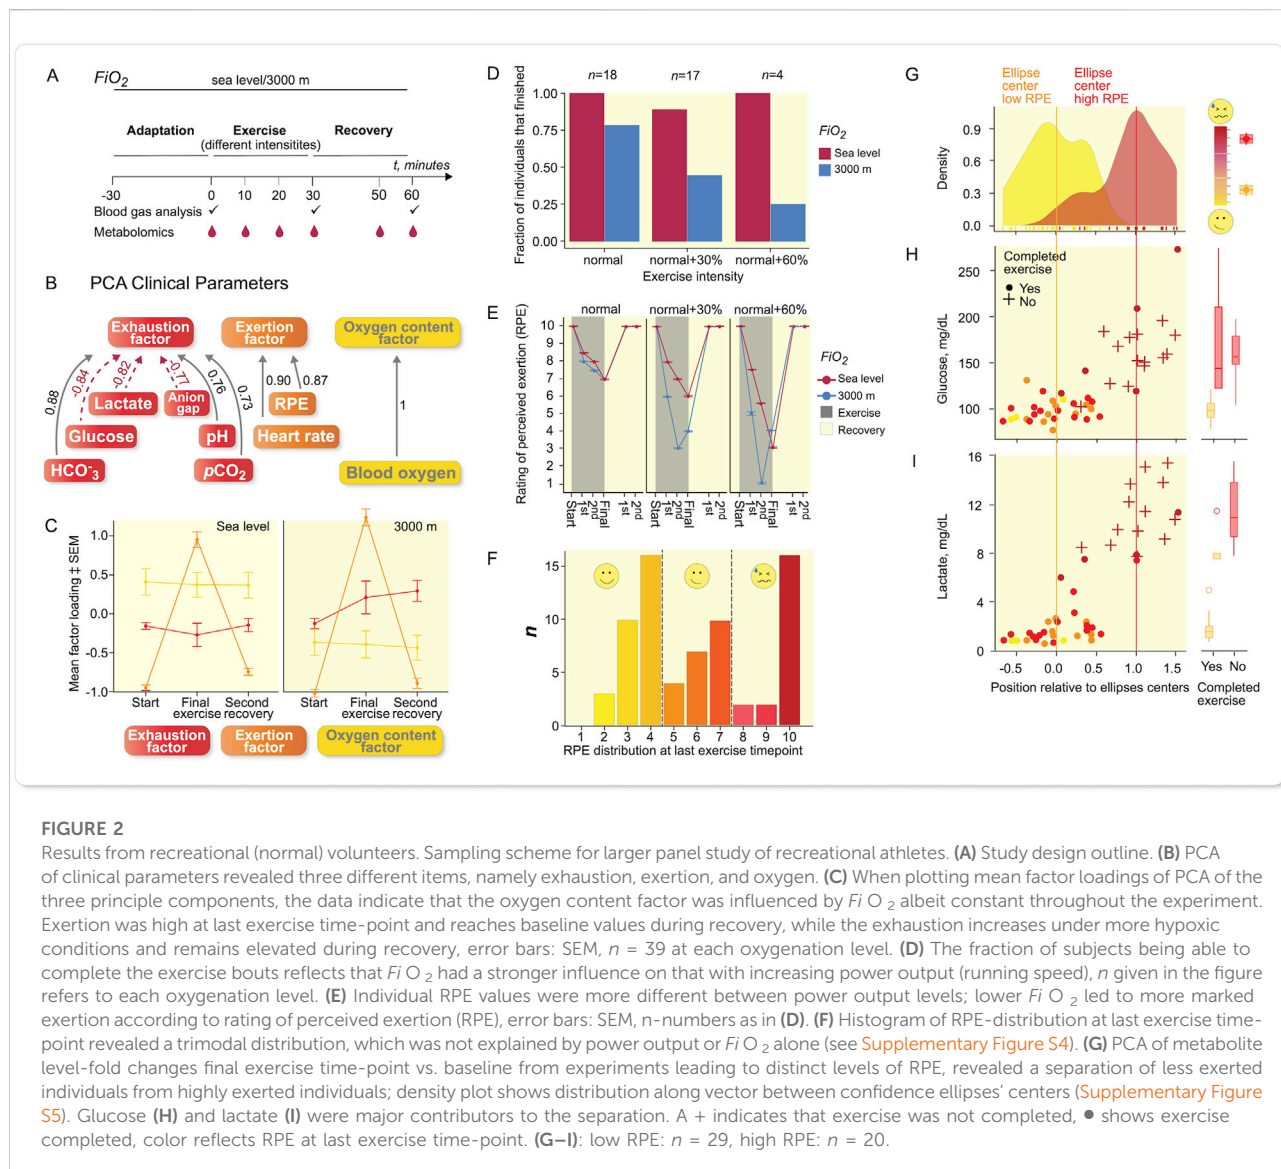 A
FiO2
sea level/3000 m
Adaptation
Exercise
Recovery
(different intensitites)
t, minutes
-30
0
10
20
30
50
60
Blood gas analysis
Metabolomics
B
PCA Clinical Parameters
Exhaustion
factor
Exertion
factor
Oxygen content
factor
0.88
-0.84
-0.82
-0.77
0.76
0.73
0.90
0.87
1
Lactate
Anion
gap
RPE
Glucose
pH
Heart rate
HCO-3
pCO2
Blood oxygen
C
Sea level
3000 m
Mean factor loading ‡ SEM
1.0
0.5
0.0
-0.5
-1.0
Start
Final
exercise
Second
recovery
Start
Final
exercise
Second
recovery
Exhaustion
factor
Exertion
factor
Oxygen content
factor
D
n=18
n=17
n=4
Fraction of individuals that finished
1.00
0.75
0.50
0.25
0.00
normal
normal+30%
normal+60%
Exercise intensity
FiO2
Sea level
3000 m
E
normal
normal+30%
normal+60%
Rating of perceived exertion (RPE)
10
9
8
7
6
5
4
3
2
1
Start
1st
2nd
Final
1st
2nd
Start
1st
2nd
Final
1st
2nd
Start
1st
2nd
Final
1st
2nd
FiO2
Sea level
3000 m
Exercise
Recovery
F
n
15
10
5
0
1
2
3
4
5
6
7
8
9
10
RPE distribution at last exercise timepoint
G
Ellipse
center
low RPE
Ellipse
center
high RPE
Density
0.9
0.6
0.3
0.0
H
Completed
exercise
Yes
No
Glucose, mg/dL
250
200
150
100
I
Lactate, mg/dL
16
12
8
4
0
-0.5
0.0
0.5
1.0
1.5
Position relative to ellipses centers
Yes
No
Completed
exercise
FIGURE 2
Results from recreational (normal) volunteers. Sampling scheme for larger panel study of recreational athletes. (A) Study design outline. (B) PCA
of clinical parameters revealed three different items, namely exhaustion, exertion, and oxygen. (C) When plotting mean factor loadings of PCA of the
three principle components, the data indicate that the oxygen content factor was influenced by Fi O 2 albeit constant throughout the experiment.
Exertion was high at last exercise time-point and reaches baseline values during recovery, while the exhaustion increases under more hypoxic
conditions and remains elevated during recovery, error bars: SEM, n = 39 at each oxygenation level. (D) The fraction of subjects being able to
complete the exercise bouts reflects that Fi O 2 had a stronger influence on that with increasing power output (running speed), n given in the figure
refers to each oxygenation level. (E) Individual RPE values were more different between power output levels; lower Fi O 2 led to more marked
exertion according to rating of perceived exertion (RPE), error bars: SEM, n-numbers as in (D). (F) Histogram of RPE-distribution at last exercise time-
point revealed a trimodal distribution, which was not explained by power output or Fi O 2 alone (see Supplementary Figure S4). (G) PCA of metabolite
level-fold changes final exercise time-point vs. baseline from experiments leading to distinct levels of RPE, revealed a separation of less exerted
individuals from highly exerted individuals; density plot shows distribution along vector between confidence ellipses' centers (Supplementary Figure
S5). Glucose (H) and lactate (I) were major contributors to the separation. A + indicates that exercise was not completed, ● shows exercise
completed, color reflects RPE at last exercise time-point. (G–I): low RPE: n = 29, high RPE: n = 20.